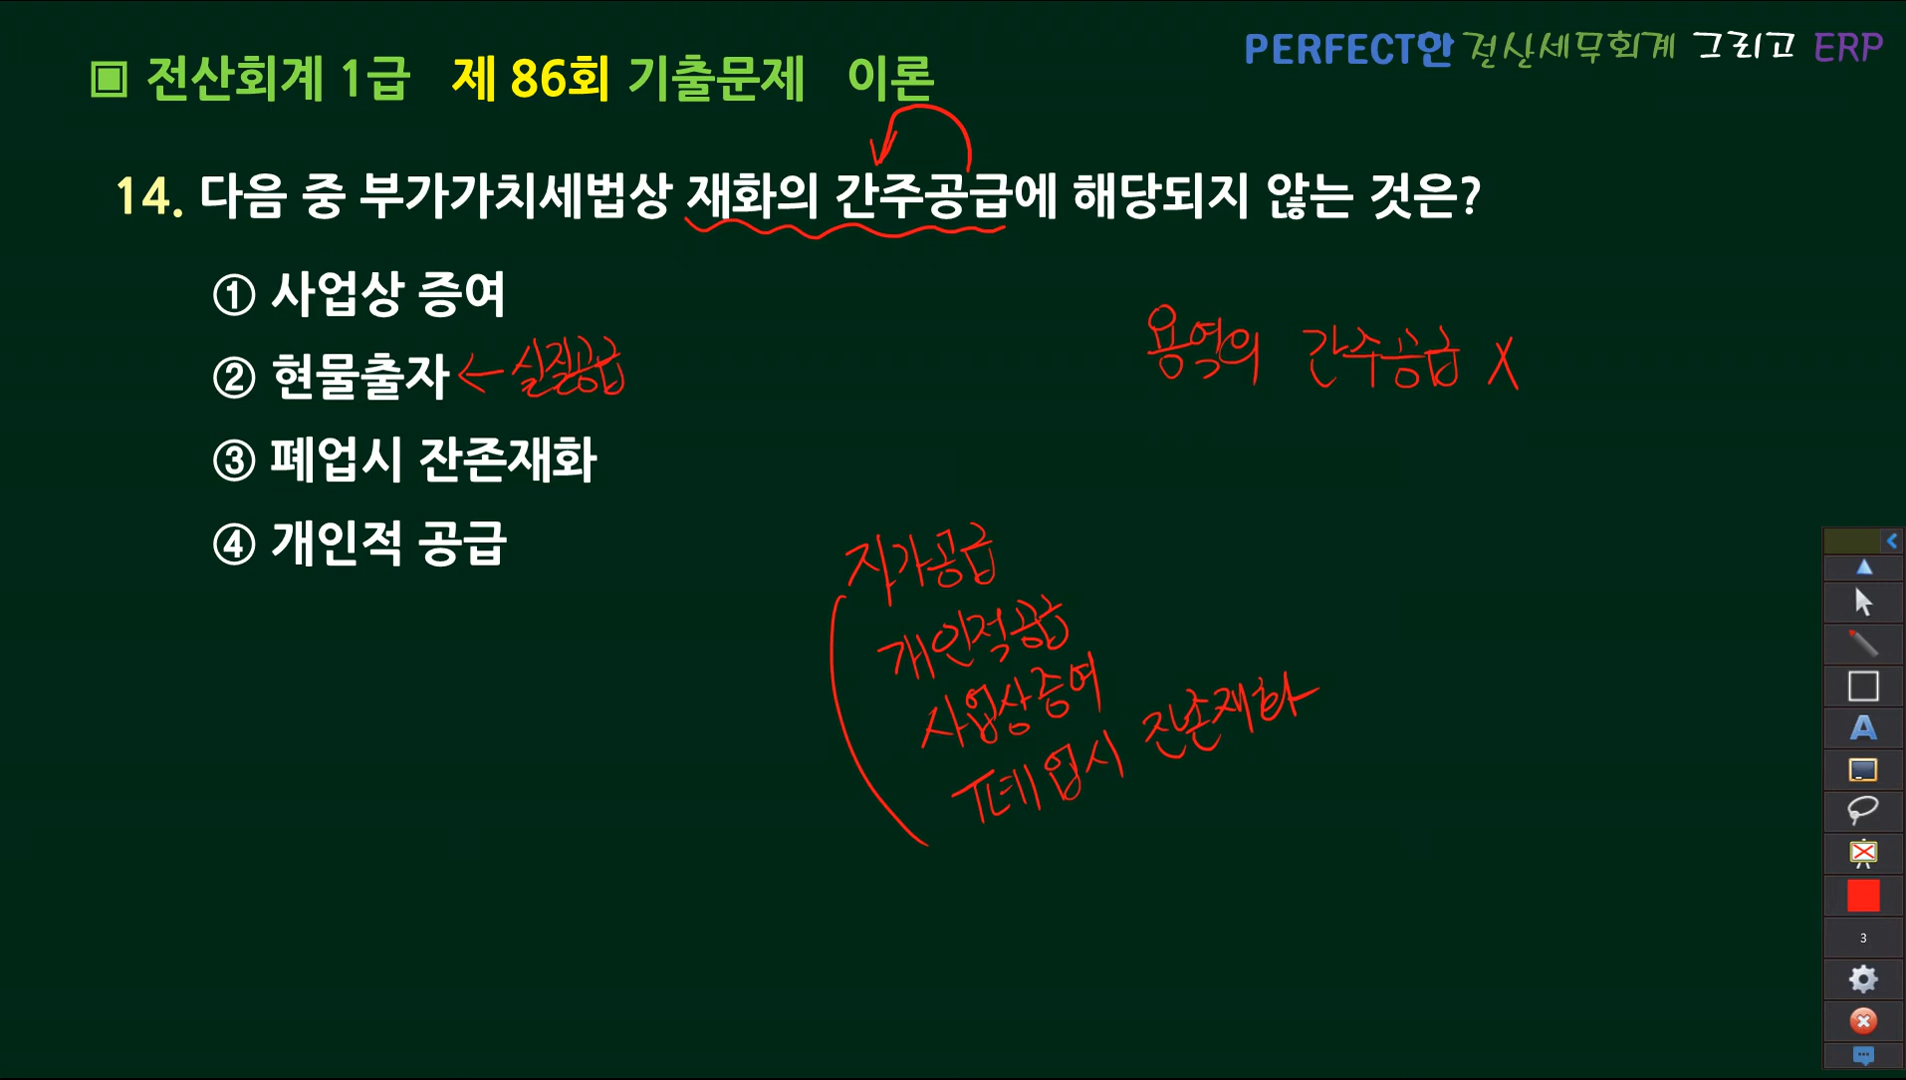 PERFECT한 전산세무회계 그리고 ERP
▣ 전산회계 1급 제 86회 기출문제 이론
14. 다음 중 부가가치세법상 재화의 간주공급에 해당되지 않는 것은?
① 사업상 증여
② 현물출자 ← 실질공급
용역의 간주공급 X
③ 폐업시 잔존재화
④ 개인적 공급
자가공급
개인적공급
사업상증여
폐업시 잔존재화
A
3